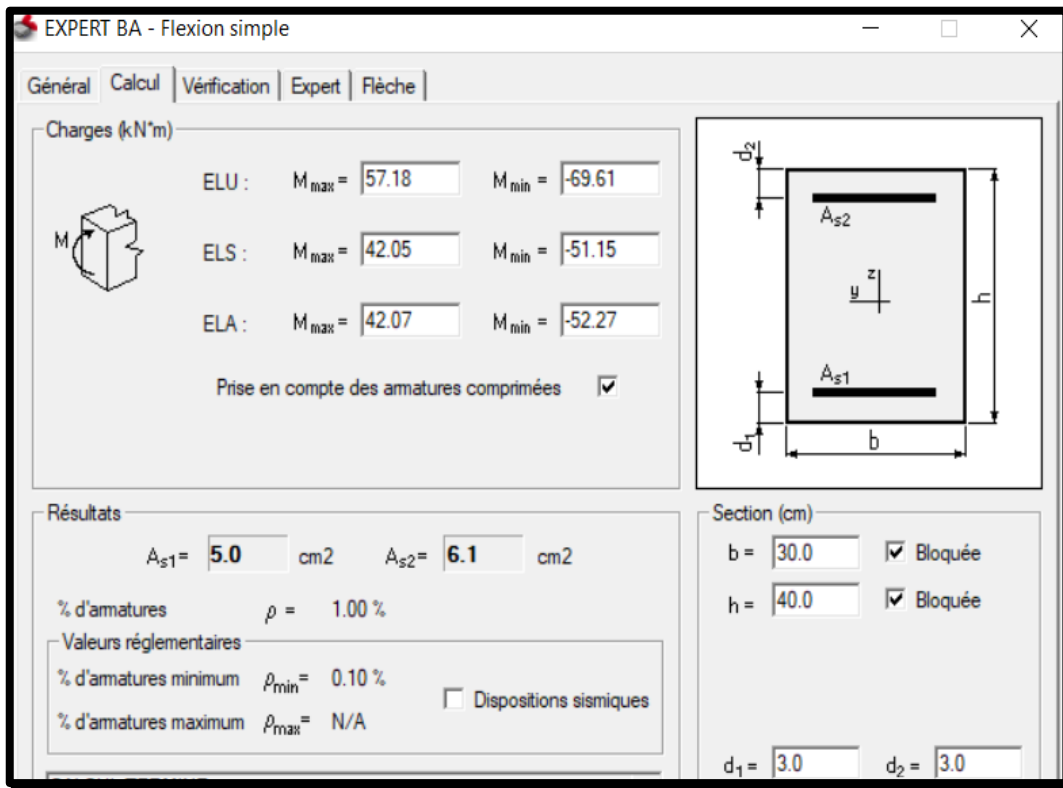 EXPERT BA - Flexion simple
Général Calcul Vérification Expert Flèche
Charges (kN*m)
ELU : Mmax = 57.18 Mmin = -69.61
ELS : Mmax = 42.05 Mmin = -51.15
ELA : Mmax = 42.07 Mmin = -52.27
Prise en compte des armatures comprimées
M
d2
As2
z
y
h
As1
d1
b
Résultats
As1= 5.0 cm2 As2= 6.1 cm2
% d'armatures ρ = 1.00 %
Valeurs réglementaires
% d'armatures minimum ρmin= 0.10 %
Dispositions sismiques
% d'armatures maximum ρmax= N/A
Section (cm)
b = 30.0 Bloquée
h = 40.0 Bloquée
d1 = 3.0 d2 = 3.0